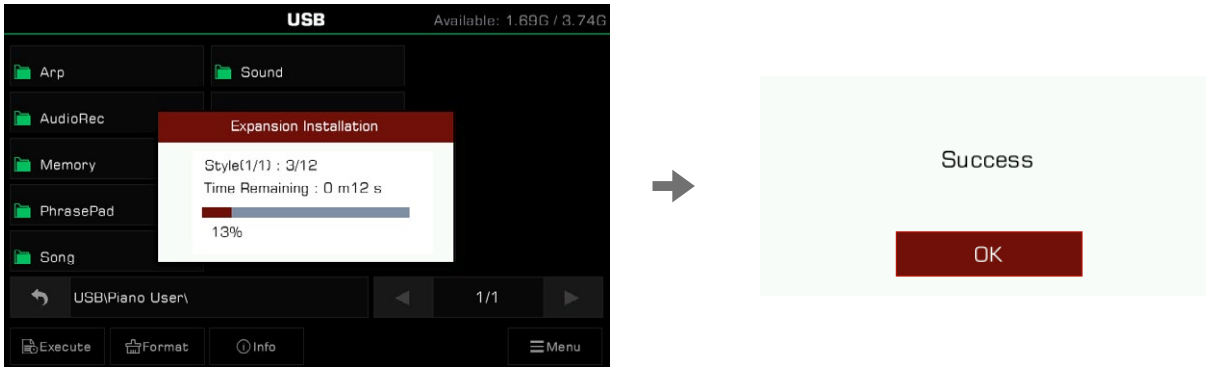 USB
Available: 1.69G / 3.74G
Arp
Sound
AudioRec
Expansion Installation
Memory
Style(1/1) : 3/12
Time Remaining : 0 m12 s
PhrasePad
13%
Song
USB\Piano User\
1/1
Execute
Format
Info
Menu
Success
OK